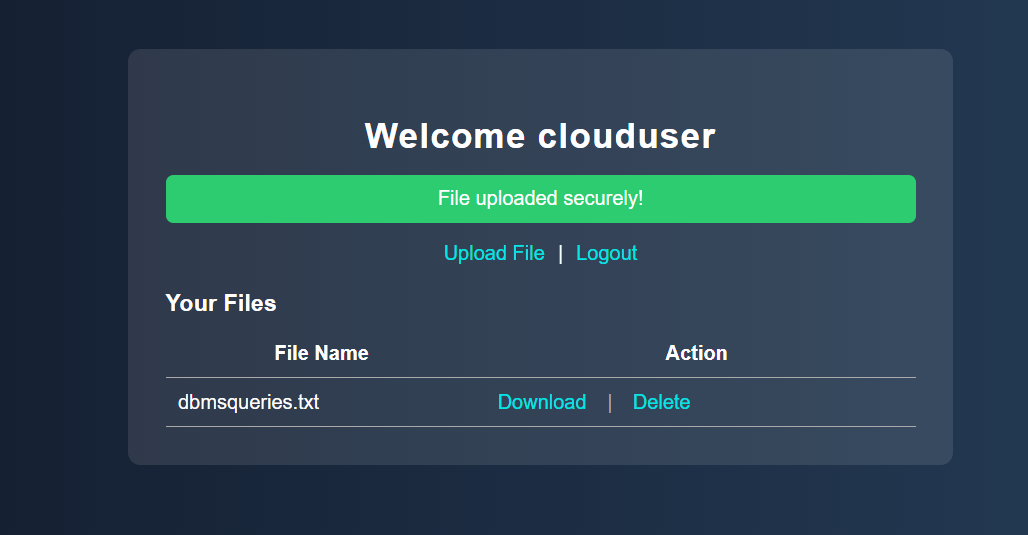 Welcome clouduser
File uploaded securely!
Upload File | Logout
Your Files
File Name Action
dbmsqueries.txt Download | Delete